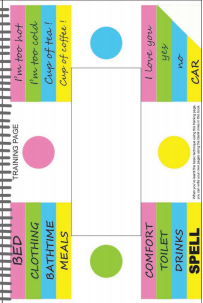 TRAINING PAGE
I'm too hot
I'm too cold
Cup of tea !
Cup of coffee !
I love you
yes
no
CAR
BED
CLOTHING
BATHTIME
MEALS
COMFORT
TOILET
DRINKS
SPELL